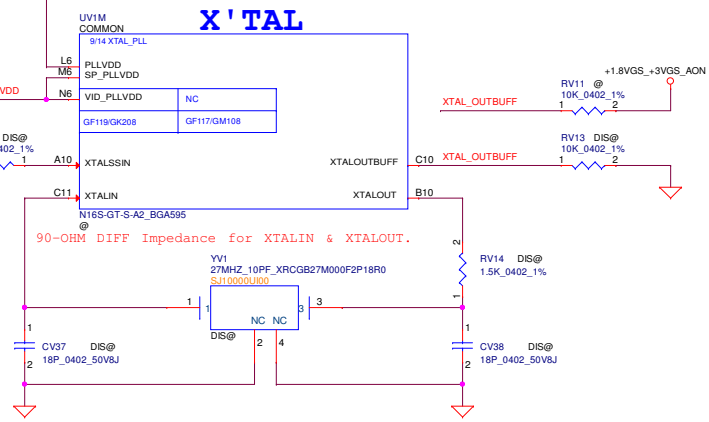 X'TAL
UV1M
COMMON
9/14 XTAL_PLL
L6 PLLVDD
M6 SP_PLLVDD
VDD N6 VID_PLLVDD NC
GF119/GK208 GF117/GM108
+1.8VGS_+3VGS_AON
RV11 @
10K_0402_1%
XTAL_OUTBUFF 1 2
RV13 DIS@
10K_0402_1%
DIS@
402_1%
1 A10 XTALSSIN XTALOUTBUFF C10 XTAL_OUTBUFF 1 2
C11 XTALIN XTALOUT B10
N16S-GT-S-A2_BGA595
@
90-OHM DIFF Impedance for XTALIN & XTALOUT.
2
RV14 DIS@
1.5K_0402_1%
1
YV1
27MHZ_10PF_XRCGB27M000F2P18R0
SJ10000UI00
1 1 3 3
NC NC
DIS@ 2 4
1
CV37 DIS@
18P_0402_50V8J
2
1
CV38 DIS@
18P_0402_50V8J
2